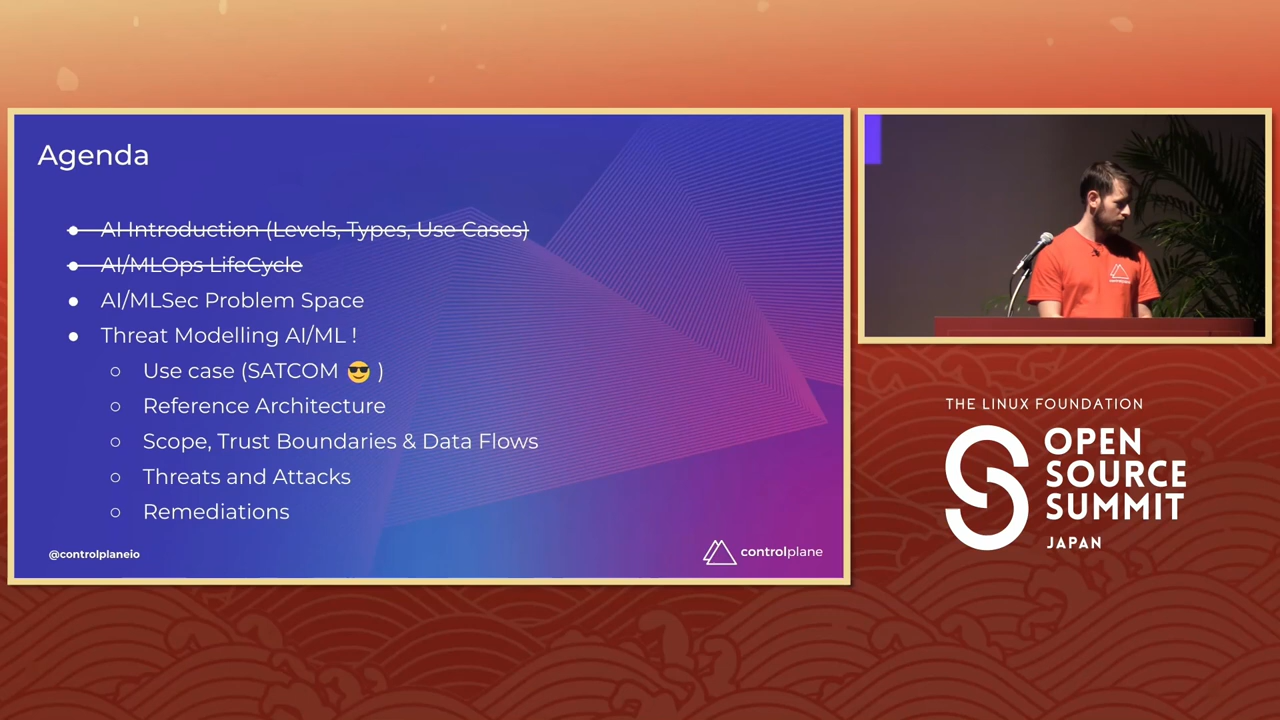 Agenda
● AI Introduction (Levels, Types, Use Cases)
● AI/MLOps LifeCycle
● AI/MLSec Problem Space
● Threat Modelling AI/ML !
○ Use case (SATCOM 😎 )
○ Reference Architecture
○ Scope, Trust Boundaries & Data Flows
○ Threats and Attacks
○ Remediations
@controlplaneio
controlplane
THE LINUX FOUNDATION
OPEN
SOURCE
SUMMIT
JAPAN